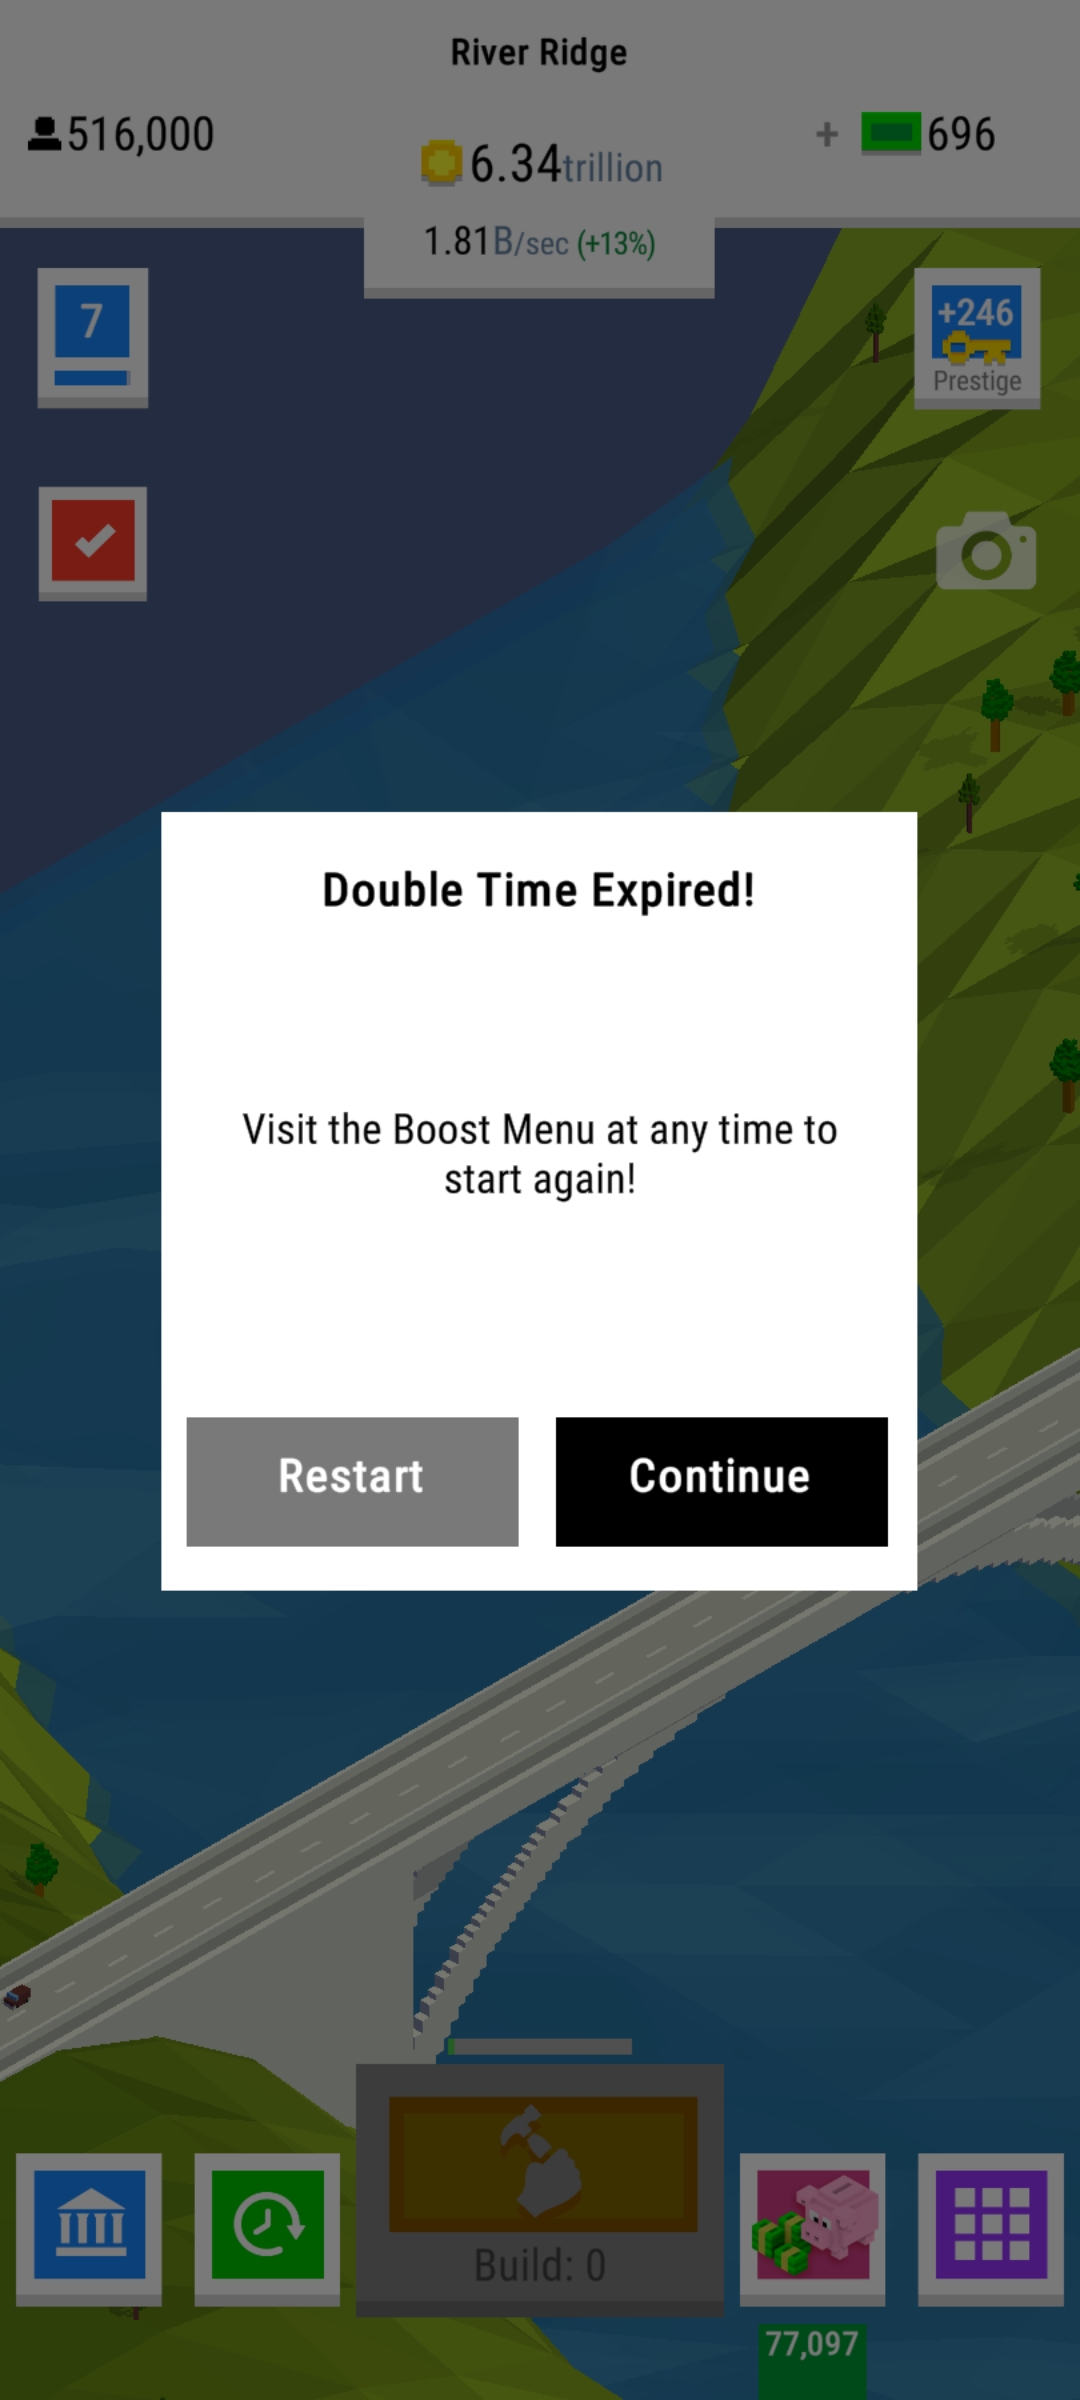 River Ridge
516,000
6.34trillion
696
1.81B/sec (+13%)
7
+246
Prestige
Double Time Expired!
Visit the Boost Menu at any time to
start again!
Restart
Continue
Build: 0
77,097